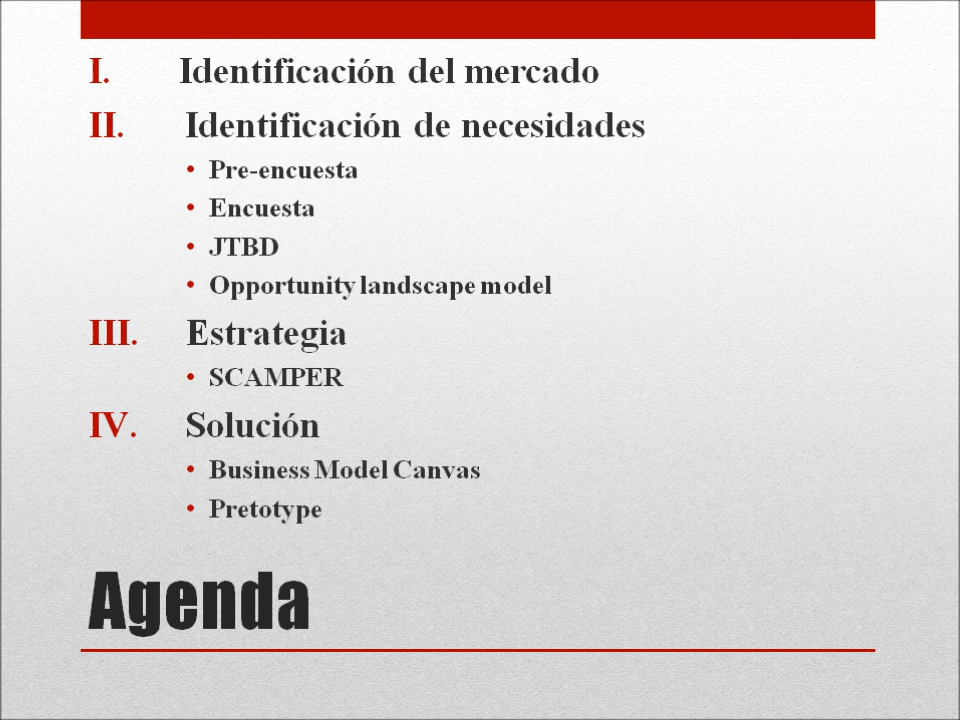 I. Identificación del mercado
II. Identificación de necesidades
• Pre-encuesta
• Encuesta
• JTBD
• Opportunity landscape model
III. Estrategia
• SCAMPER
IV. Solución
• Business Model Canvas
• Pretotype
Agenda